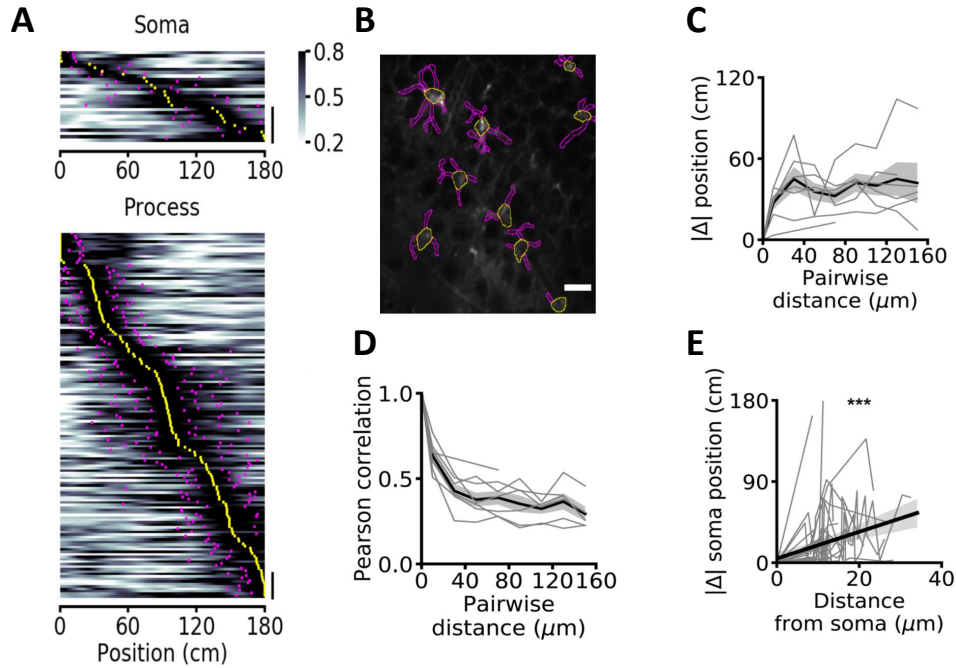 A
Soma
0.8
0.5
0.2
0 60 120 180
Process
0 60 120 180
Position (cm)
B
C
120
60
0
0 40 80 120 160
|Δ| position (cm)
Pairwise
distance (μm)
D
1.0
0.5
0.0
0 40 80 120 160
Pearson correlation
Pairwise
distance (μm)
E
180
90
0
***
0 20 40
|Δ| soma position (cm)
Distance
from soma (μm)